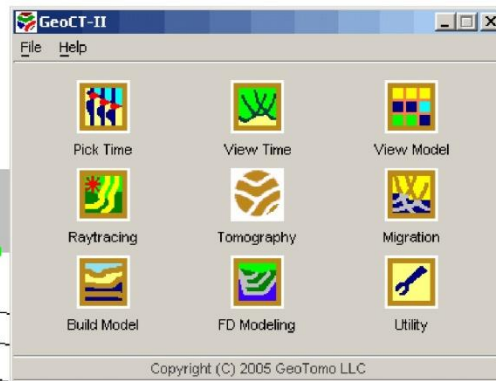 GeoCT-II
File Help
Pick Time View Time View Model
Raytracing Tomography Migration
Build Model FD Modeling Utility
Copyright (C) 2005 GeoTomo LLC